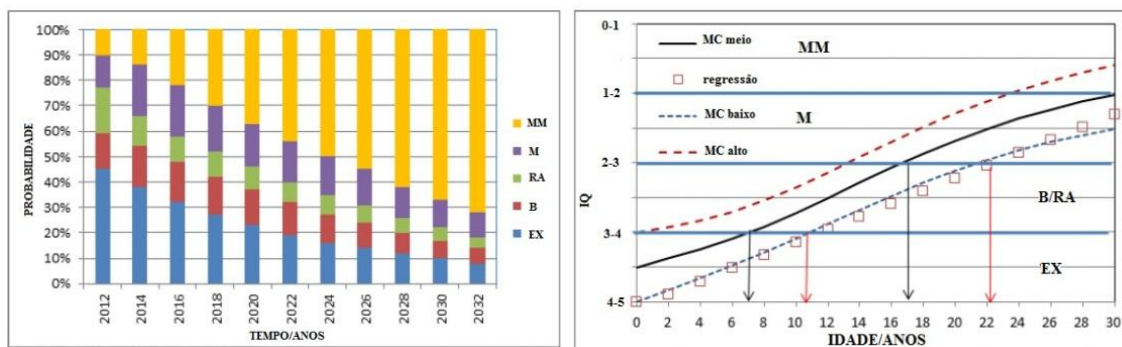 100%
90%
80%
70%
60%
50%
40%
30%
20%
10%
0%
PROBABILIDADE
2012 2014 2016 2018 2020 2022 2024 2026 2028 2030 2032
TEMPO/ANOS
MM
M
RA
B
EX
0-1
1-2
2-3
3-4
4-5
IQ
MC meio
regressão
MC baixo
MC alto
MM
M
B/RA
EX
0 2 4 6 8 10 12 14 16 18 20 22 24 26 28 30
IDADE/ANOS